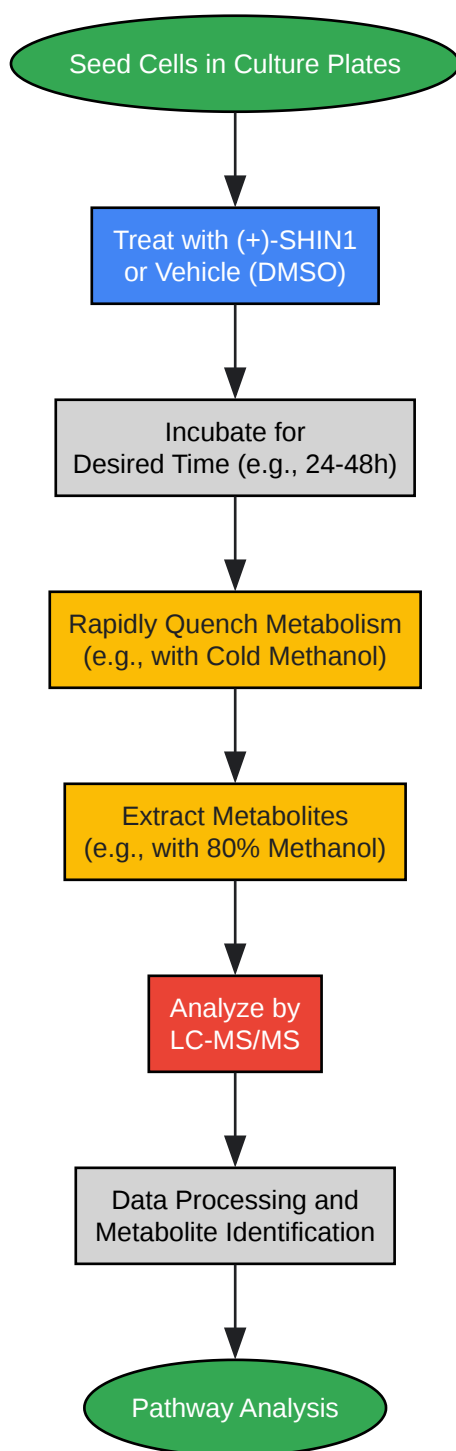 Seed Cells in Culture Plates
Treat with (+)-SHIN1
or Vehicle (DMSO)
Incubate for
Desired Time (e.g., 24-48h)
Rapidly Quench Metabolism
(e.g., with Cold Methanol)
Extract Metabolites
(e.g., with 80% Methanol)
Analyze by
LC-MS/MS
Data Processing and
Metabolite Identification
Pathway Analysis